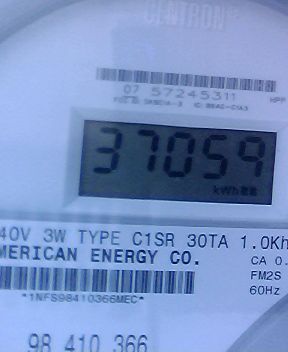 CENTRON®
07 57245311
HPP
37059
kWh
40V 3W TYPE C1SR 30TA 1.0Kh
MERICAN ENERGY CO.
CA 0.
FM2S
60Hz
*1NFS98410366MEC*
98 410 366